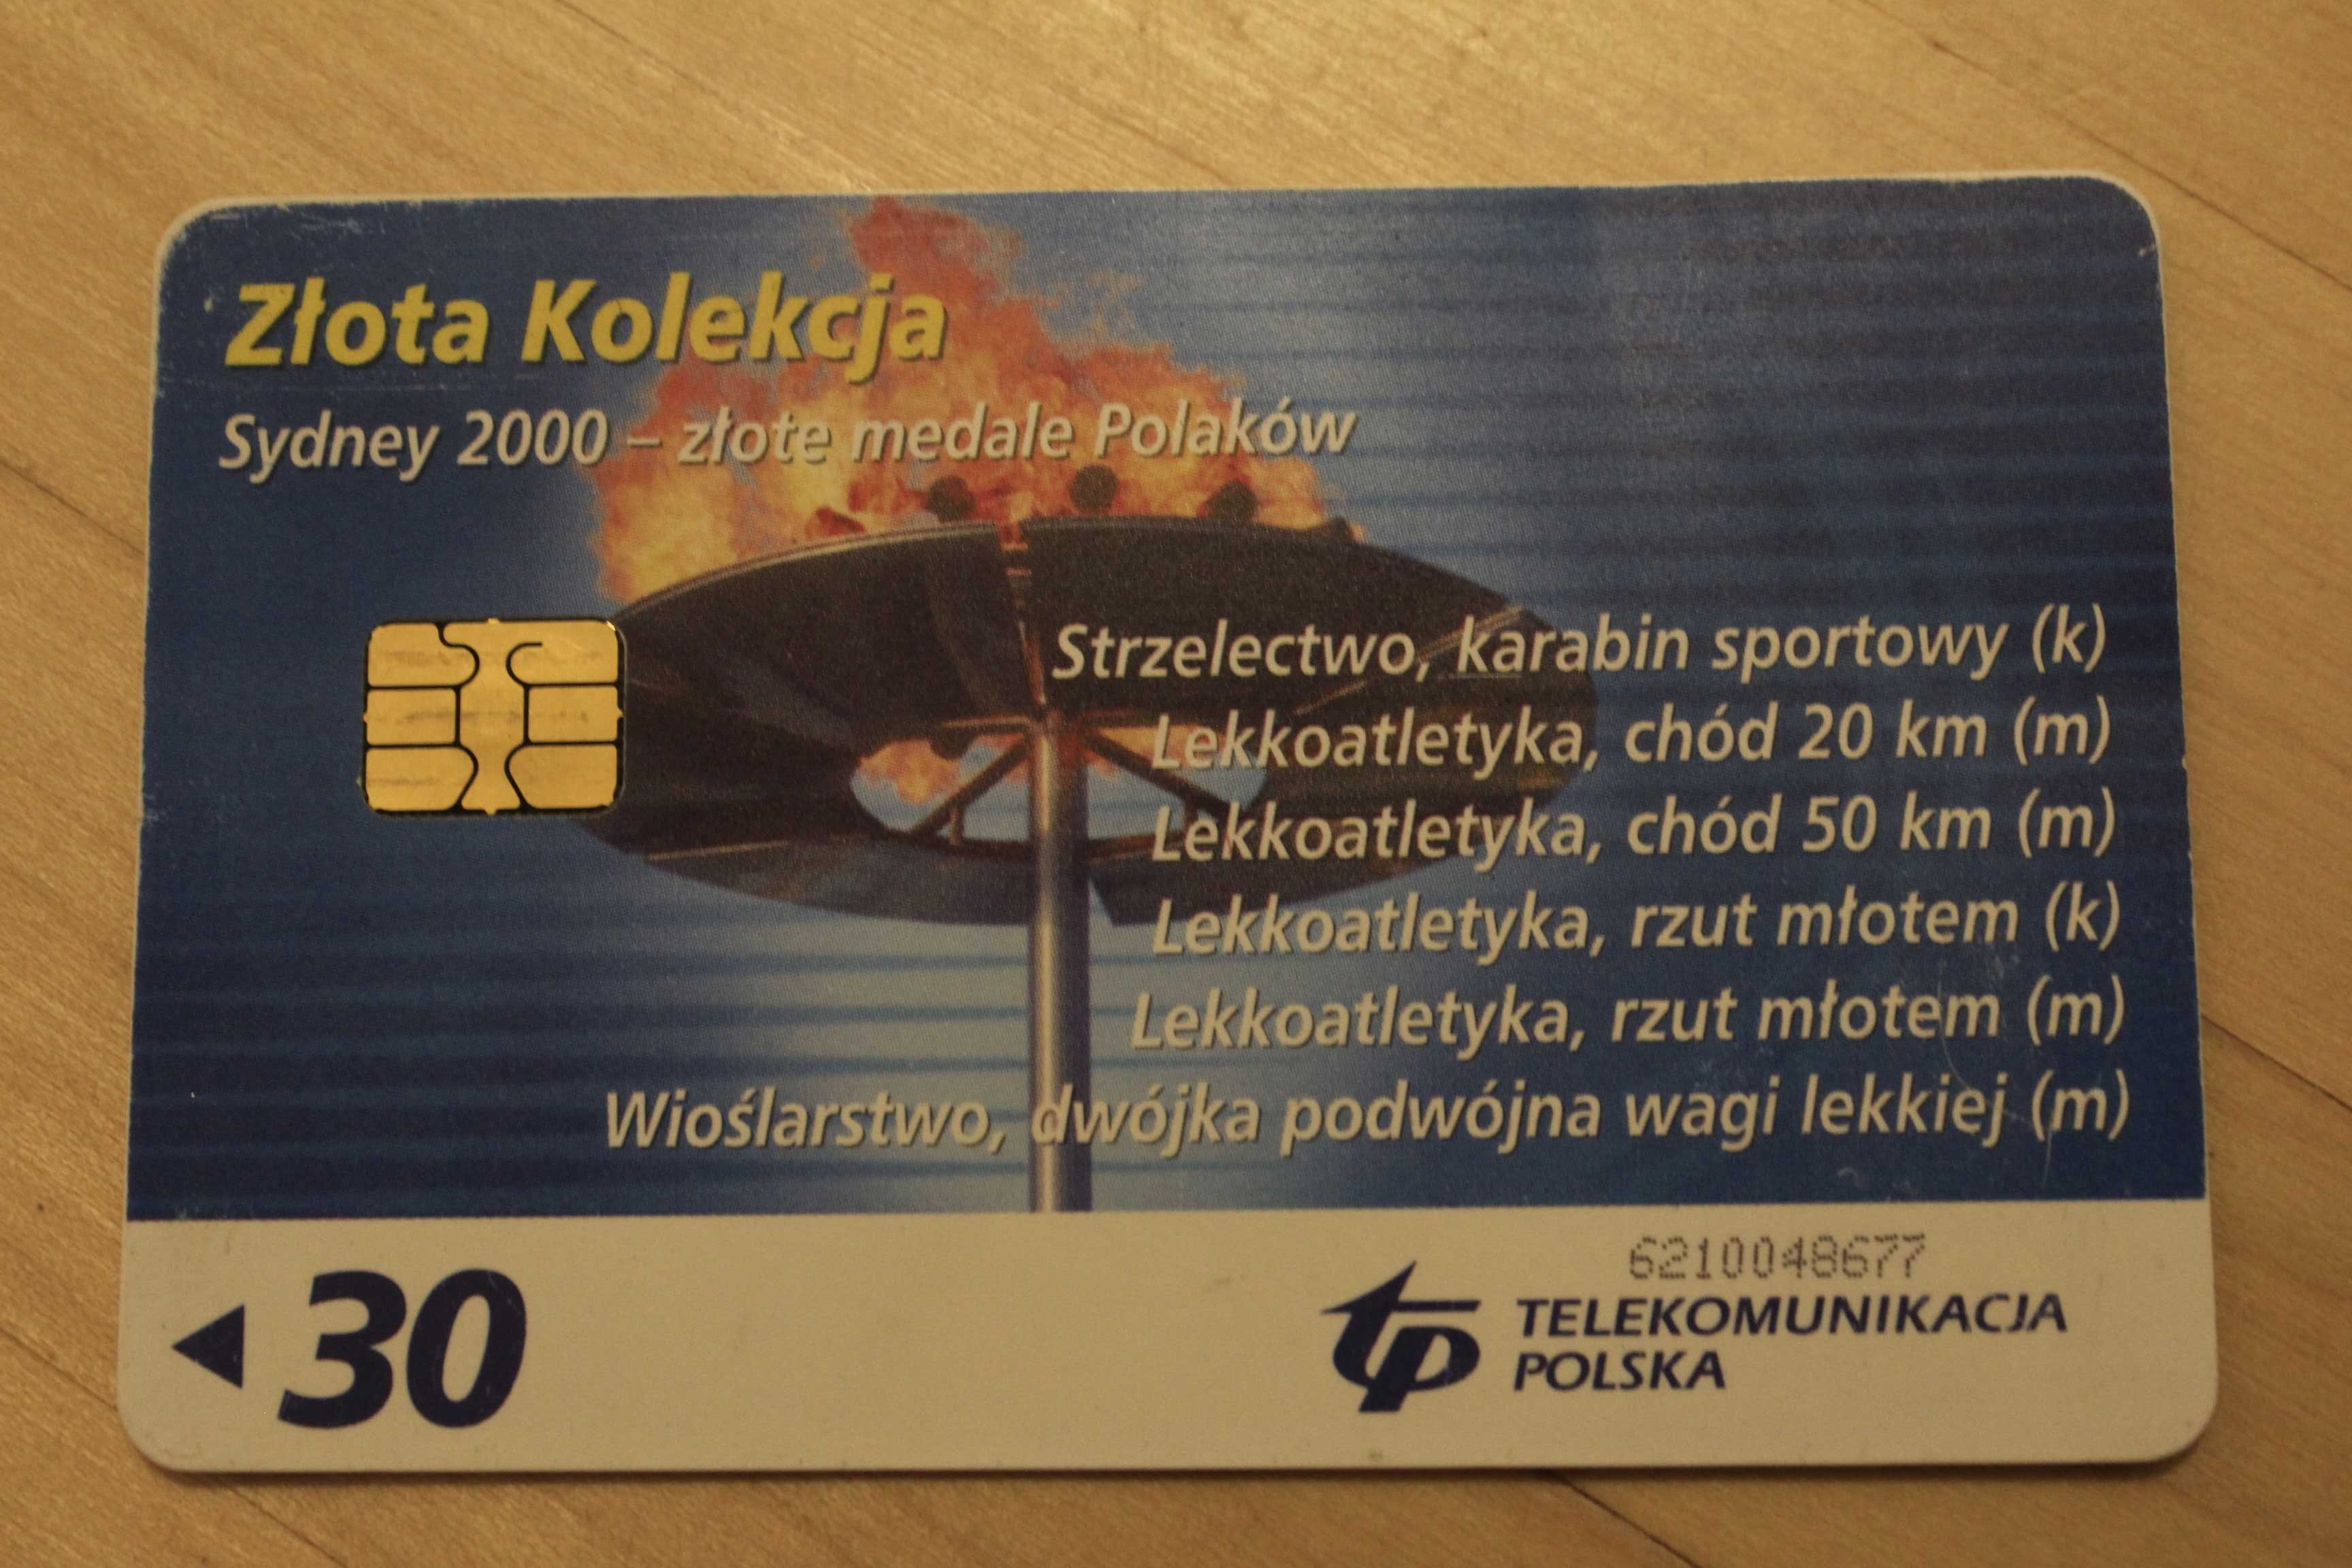 Złota Kolekcja
Sydney 2000 – złote medale Polaków
Strzelectwo, karabin sportowy (k)
Lekkoatletyka, chód 20 km (m)
Lekkoatletyka, chód 50 km (m)
Lekkoatletyka, rzut młotem (k)
Lekkoatletyka, rzut młotem (m)
Wioślarstwo, dwójka podwójna wagi lekkiej (m)
30
6210048677
tp TELEKOMUNIKACJA
POLSKA